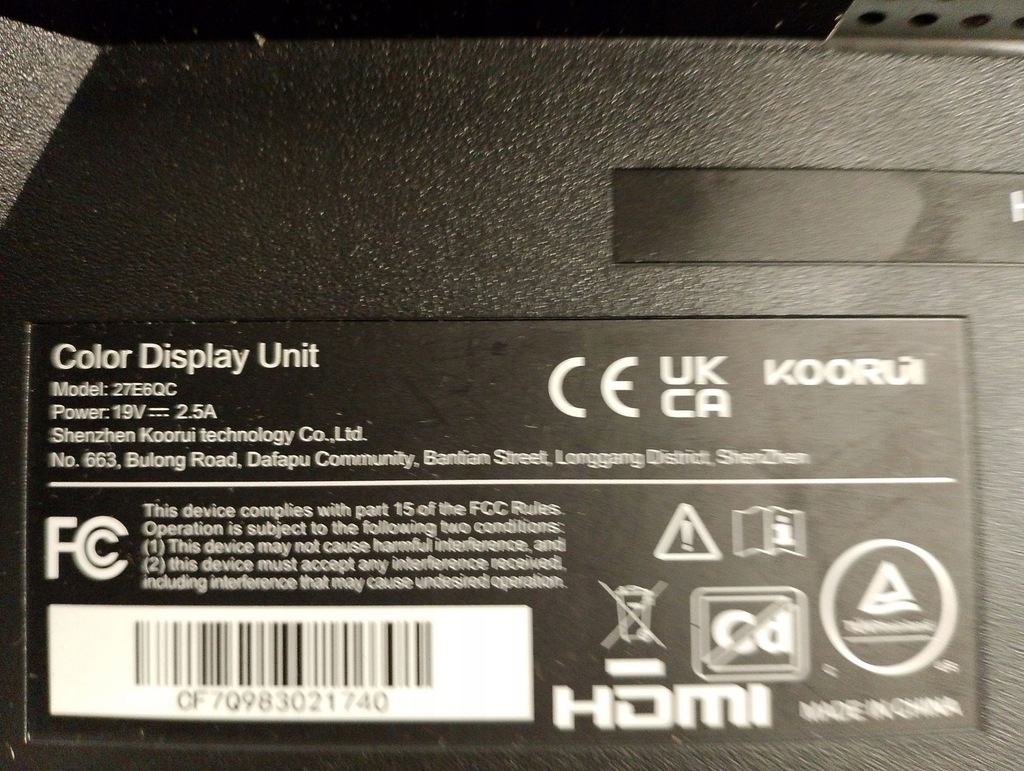 H
Color Display Unit
Model: 27E6QC
Power: 19V⎓ 2.5A
Shenzhen Koorui technology Co.,Ltd.
No. 663, Bulong Road, Dafapu Community, Bantian Street, Longgang District, ShenZhen
CE UK CA KOORUi
FC
This device complies with part 15 of the FCC Rules.
Operation is subject to the following two conditions:
(1) This device may not cause harmful interference, and
(2) this device must accept any interference received,
including interference that may cause undesired operation.
Cd
CF7Q983021740
HDMI
MADE IN CHINA